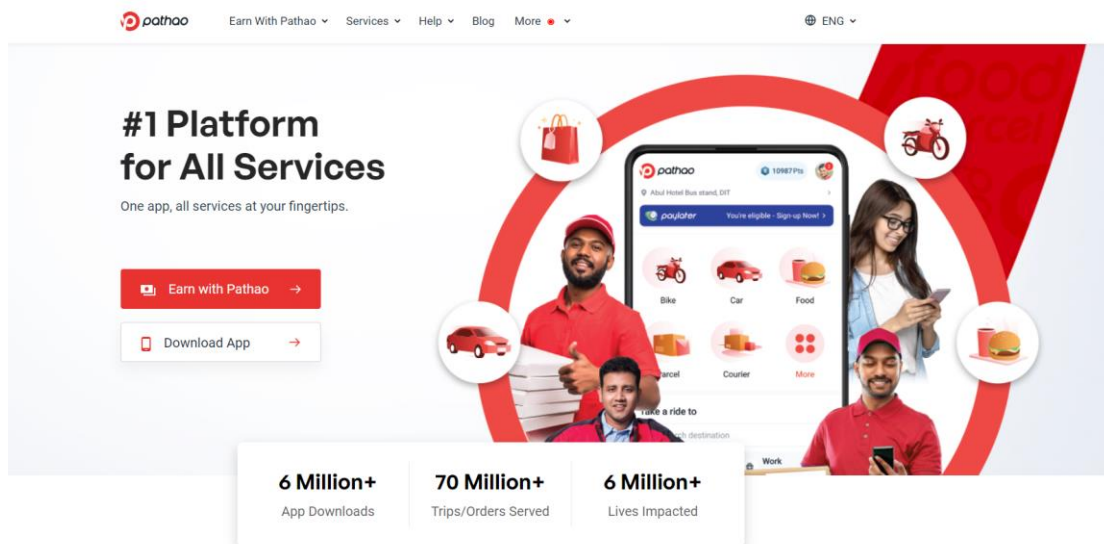 pathao
Earn With Pathao
Services
Help
Blog
More
ENG
#1 Platform
for All Services
One app, all services at your fingertips.
Earn with Pathao
Download App
food
pathao
10987 Pts
Abul Hotel Bus stand, DIT
paylater
You're eligible - Sign-up Now!
Bike
Car
Food
Courier
More
ride to
destination
Work
6 Million+
App Downloads
70 Million+
Trips/Orders Served
6 Million+
Lives Impacted